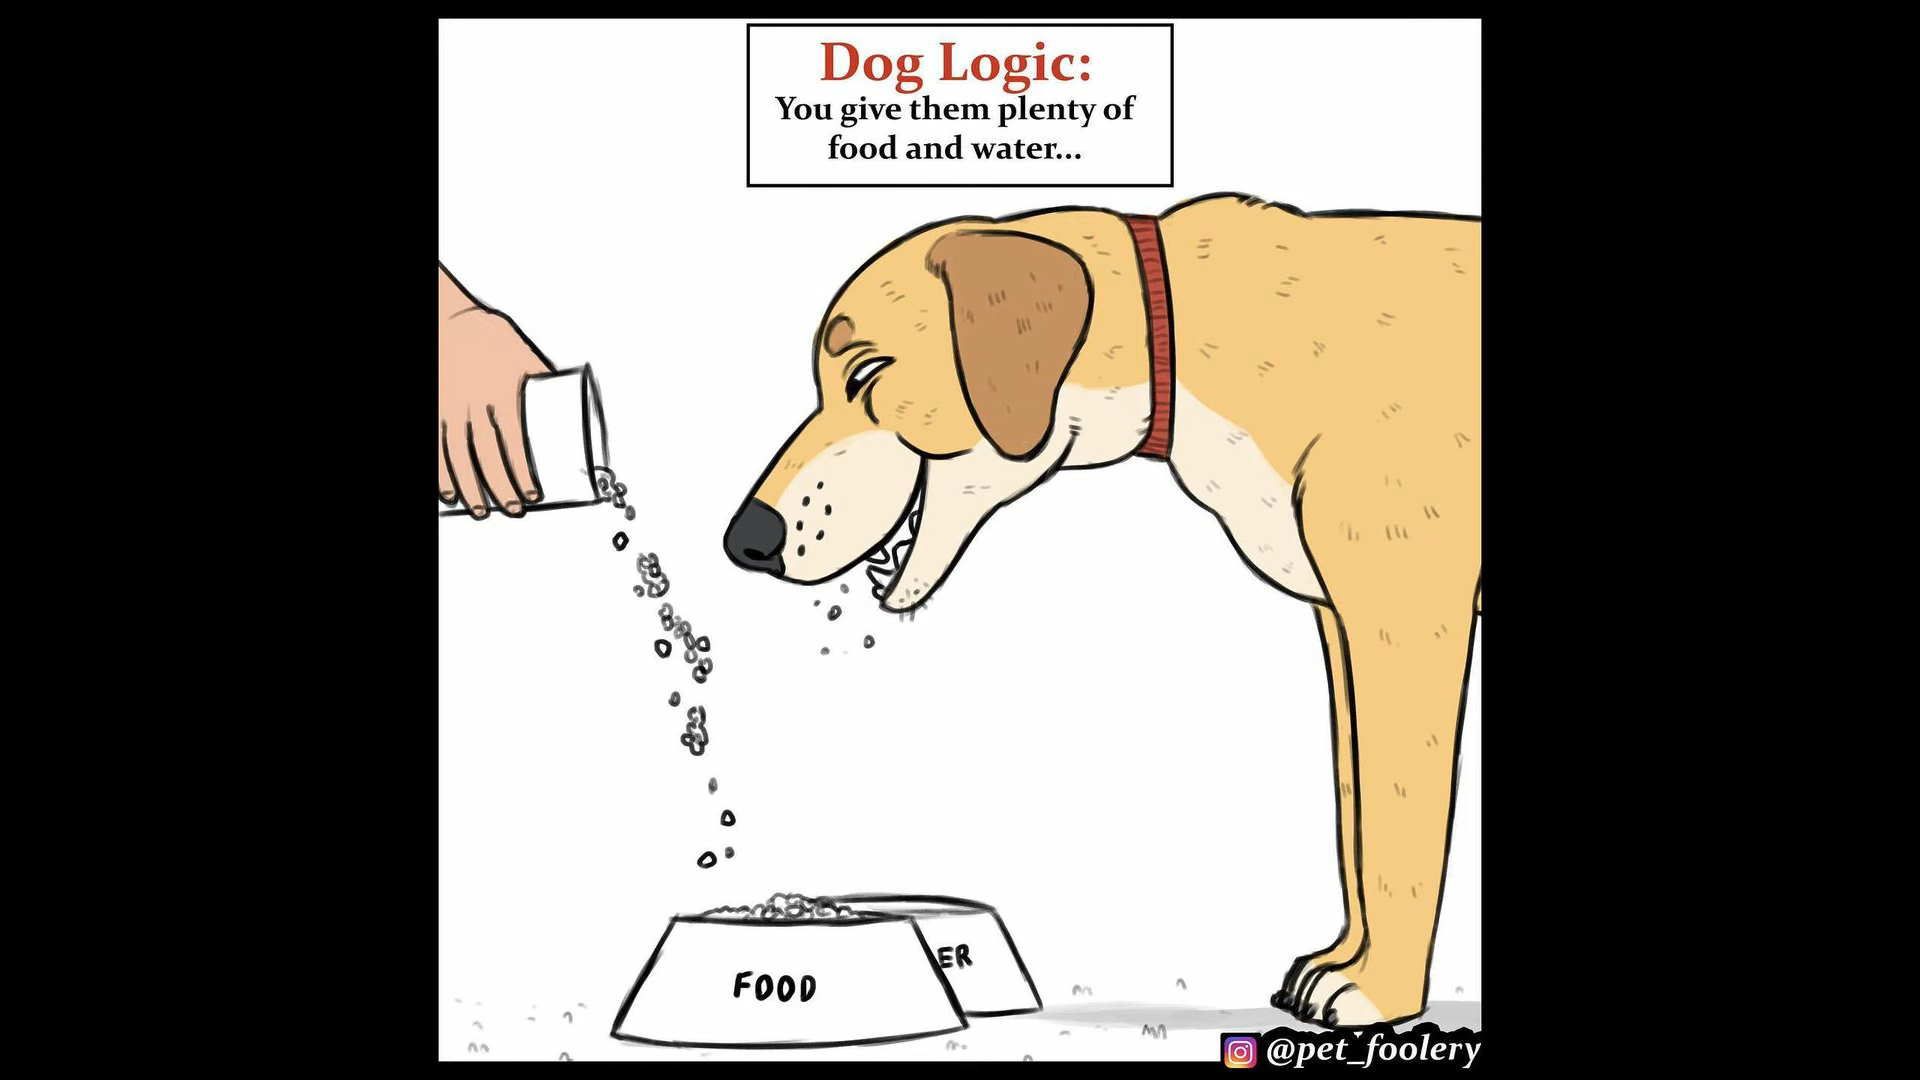 Dog Logic:
You give them plenty of
food and water...
FOOD
ER
@pet_foolery